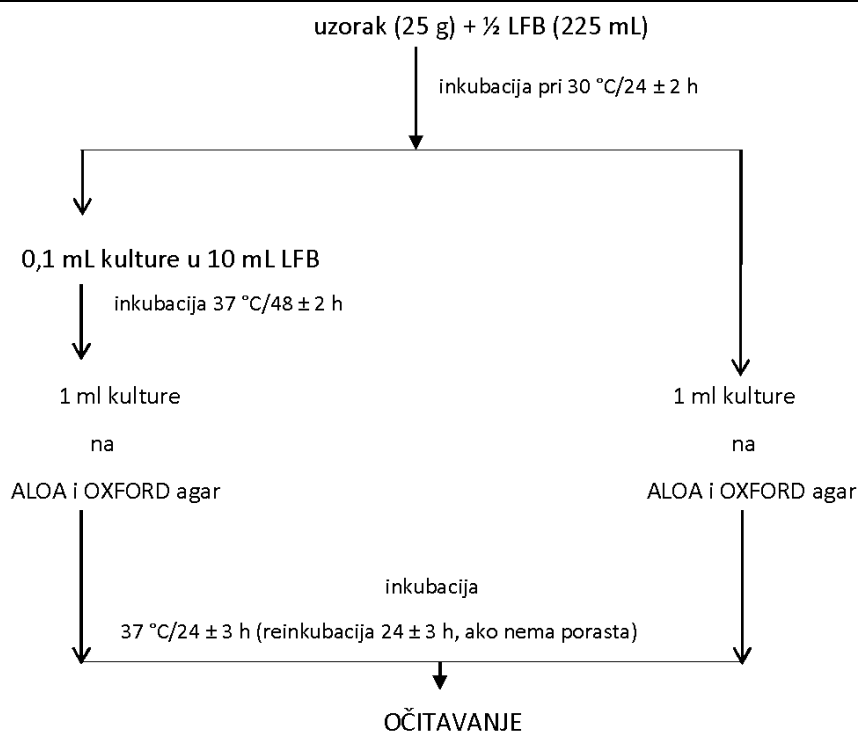 uzorak (25 g) + ½ LFB (225 mL)
inkubacija pri 30 °C/24 ± 2 h
0,1 mL kulture u 10 mL LFB
inkubacija 37 °C/48 ± 2 h
1 ml kulture
na
ALOA i OXFORD agar
1 ml kulture
na
ALOA i OXFORD agar
inkubacija
37 °C/24 ± 3 h (reinkubacija 24 ± 3 h, ako nema porasta)
OČITAVANJE